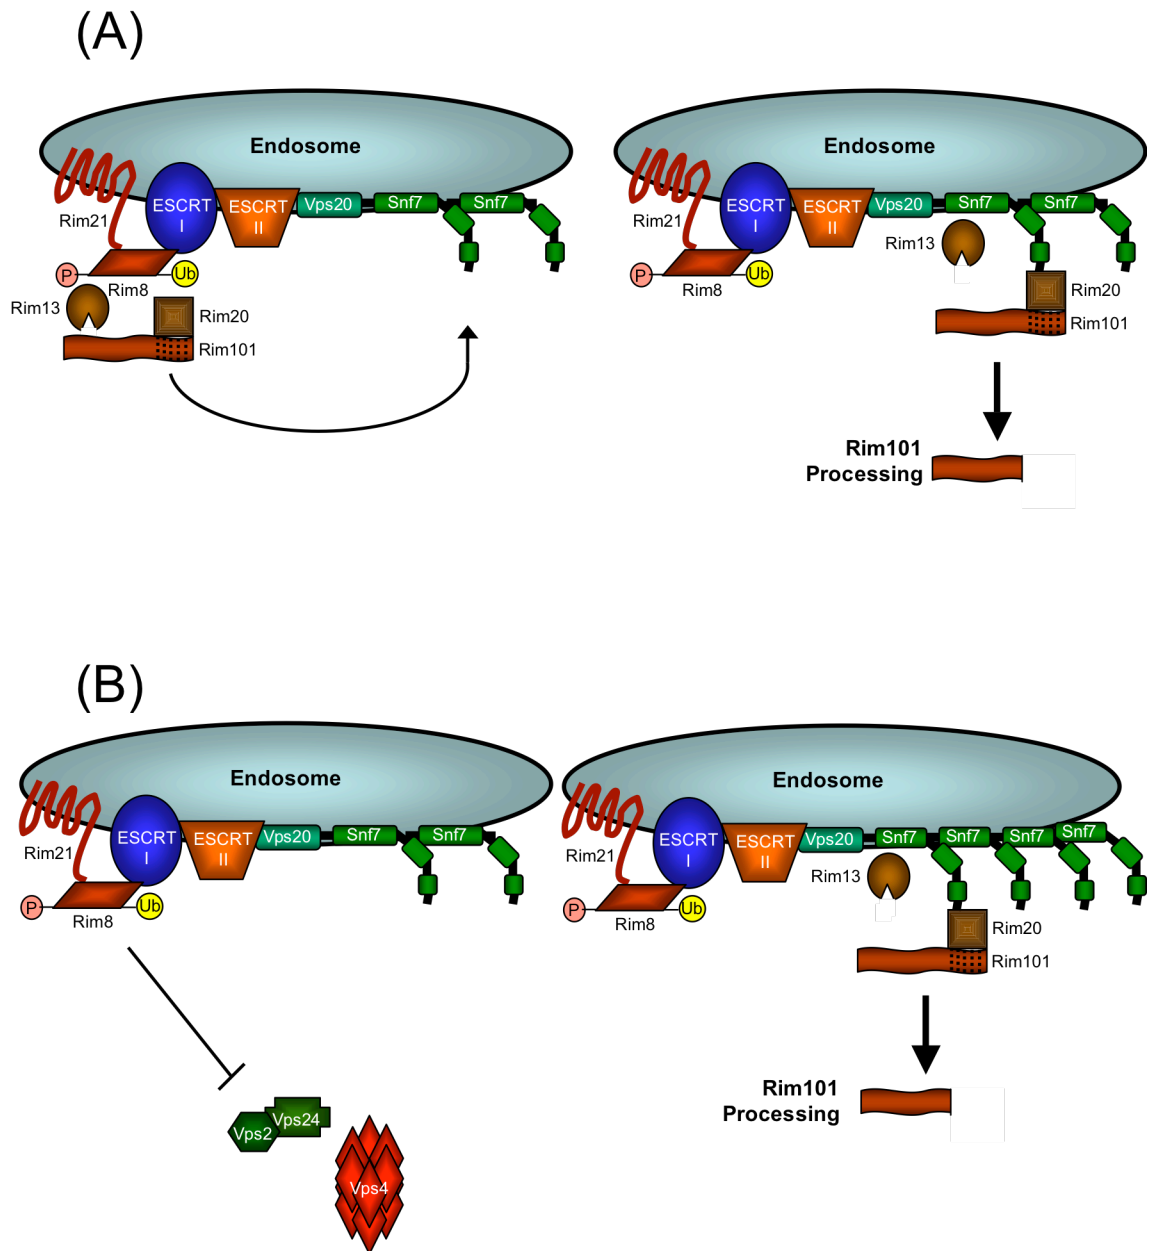 (A)
Endosome
Rim21
ESCRT
I
ESCRT
II
Vps20
Snf7
Snf7
P
Ub
Rim8
Rim13
Rim20
Rim101
Endosome
Rim21
ESCRT
I
ESCRT
II
Vps20
Snf7
Snf7
Rim13
P
Ub
Rim8
Rim20
Rim101
Rim101
Processing
(B)
Endosome
Rim21
ESCRT
I
ESCRT
II
Vps20
Snf7
Snf7
P
Ub
Rim8
Vps2
Vps24
Vps4
Endosome
Rim21
ESCRT
I
ESCRT
II
Vps20
Snf7
Snf7
Snf7
Snf7
Rim13
P
Ub
Rim8
Rim20
Rim101
Rim101
Processing